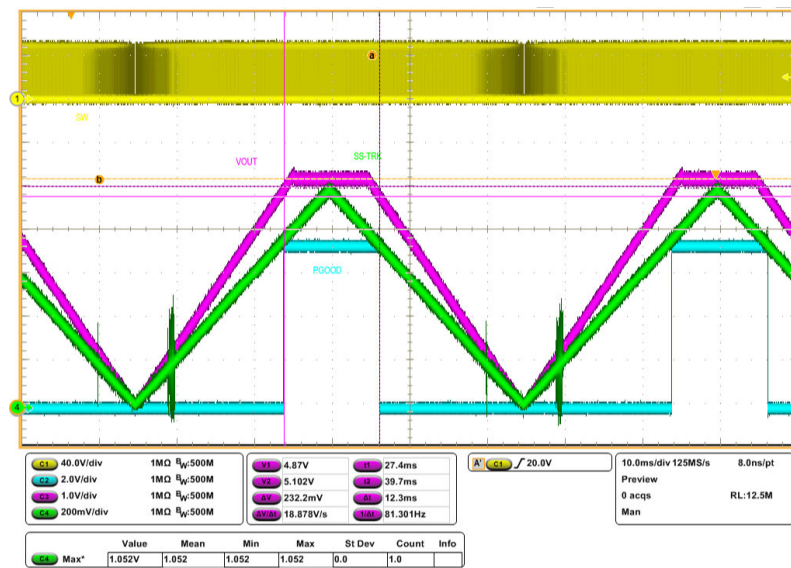 a
1
SW
VOUT
SS-TRK
b
PGOOD
4
C1 40.0V/div 1MΩ BW:500M
C2 2.0V/div 1MΩ BW:500M
C3 1.0V/div 1MΩ BW:500M
C4 200mV/div 1MΩ BW:500M
V1 4.87V t1 27.4ms
V2 5.102V t2 39.7ms
ΔV 232.2mV Δt 12.3ms
ΔV/Δt 18.878V/s 1/Δt 81.301Hz
A' C1 20.0V
10.0ms/div 125MS/s 8.0ns/pt
Preview
0 acqs RL:12.5M
Man
Value Mean Min Max St Dev Count Info
C4 Max* 1.052V 1.052 1.052 1.052 0.0 1.0